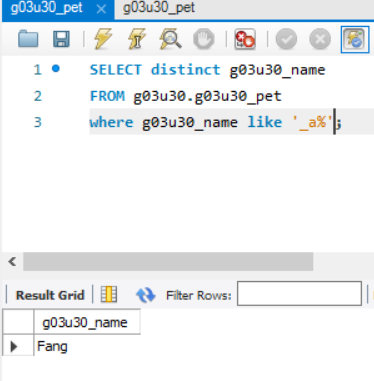 g03u30_pet × g03u30_pet
1 SELECT distinct g03u30_name
2 FROM g03u30.g03u30_pet
3 where g03u30_name like '_a%';
Result Grid Filter Rows:
g03u30_name
Fang